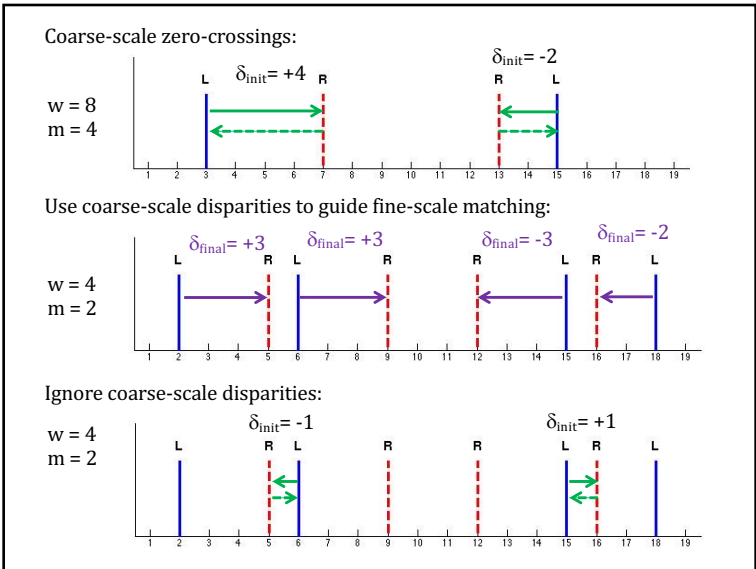 Coarse-scale zero-crossings:
δinit= +4 δinit= -2
L R R L
w = 8
m = 4
1 2 3 4 5 6 7 8 9 10 11 12 13 14 15 16 17 18 19
Use coarse-scale disparities to guide fine-scale matching:
δfinal= +3 δfinal= +3 δfinal= -3 δfinal= -2
L R L R R L R L
w = 4
m = 2
1 2 3 4 5 6 7 8 9 10 11 12 13 14 15 16 17 18 19
Ignore coarse-scale disparities:
δinit= -1 δinit= +1
w = 4
m = 2
L R L R R L R L
1 2 3 4 5 6 7 8 9 10 11 12 13 14 15 16 17 18 19